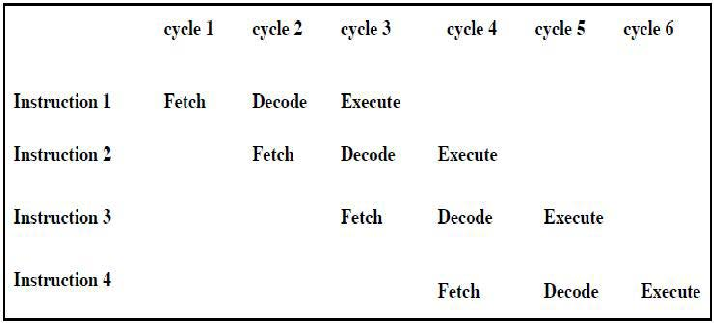 cycle 1 cycle 2 cycle 3 cycle 4 cycle 5 cycle 6
Instruction 1 Fetch Decode Execute
Instruction 2 Fetch Decode Execute
Instruction 3 Fetch Decode Execute
Instruction 4 Fetch Decode Execute